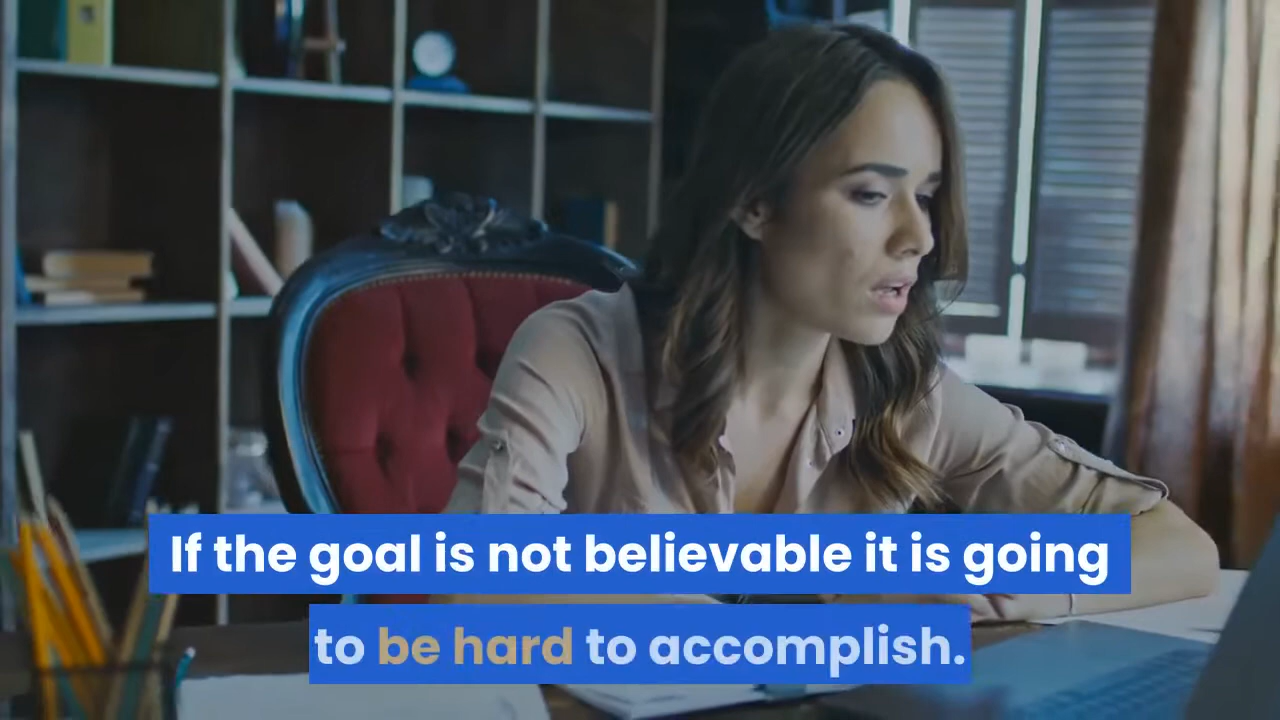 If the goal is not believable it is going
to be hard to accomplish.